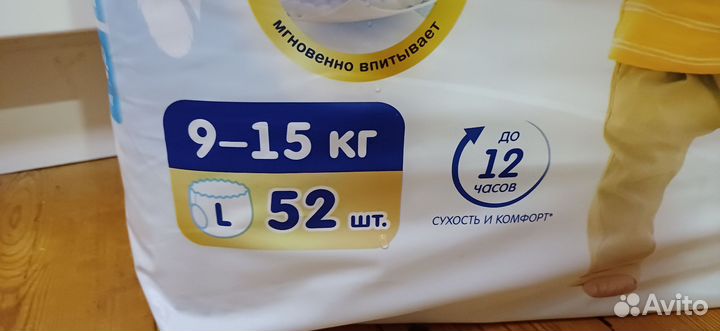 мгновенно впитывает
9–15 кг
L 52 шт.
до
12
часов
сухость и комфорт*
Avito